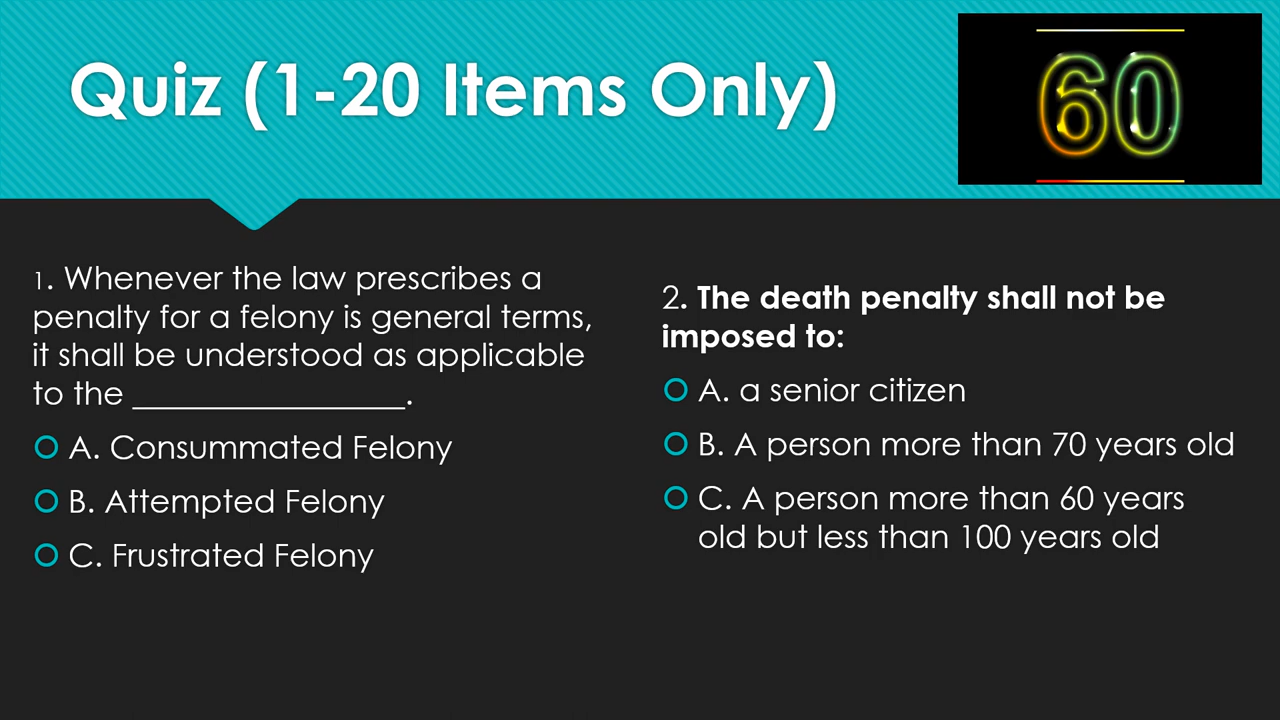 Quiz (1-20 Items Only)
60
1. Whenever the law prescribes a
penalty for a felony is general terms,
it shall be understood as applicable
to the _________________.
A. Consummated Felony
B. Attempted Felony
C. Frustrated Felony
2. The death penalty shall not be
imposed to:
A. a senior citizen
B. A person more than 70 years old
C. A person more than 60 years
old but less than 100 years old